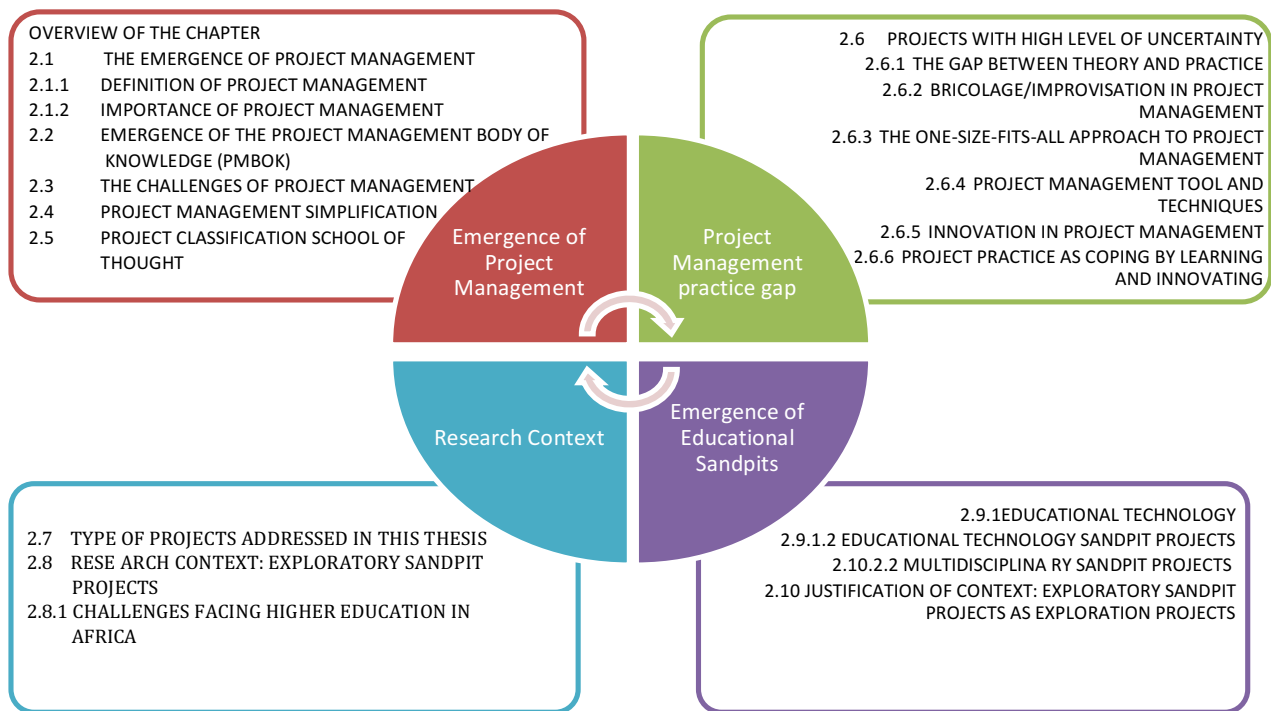 OVERVIEW OF THE CHAPTER
2.1 THE EMERGENCE OF PROJECT MANAGEMENT
2.1.1 DEFINITION OF PROJECT MANAGEMENT
2.1.2 IMPORTANCE OF PROJECT MANAGEMENT
2.2 EMERGENCE OF THE PROJECT MANAGEMENT BODY OF
KNOWLEDGE (PMBOK)
2.3 THE CHALLENGES OF PROJECT MANAGEMENT
2.4 PROJECT MANAGEMENT SIMPLIFICATION
2.5 PROJECT CLASSIFICATION SCHOOL OF
THOUGHT
2.6 PROJECTS WITH HIGH LEVEL OF UNCERTAINTY
2.6.1 THE GAP BETWEEN THEORY AND PRACTICE
2.6.2 BRICOLAGE/IMPROVISATION IN PROJECT
MANAGEMENT
2.6.3 THE ONE-SIZE-FITS-ALL APPROACH TO PROJECT
MANAGEMENT
2.6.4 PROJECT MANAGEMENT TOOL AND
TECHNIQUES
2.6.5 INNOVATION IN PROJECT MANAGEMENT
2.6.6 PROJECT PRACTICE AS COPING BY LEARNING
AND INNOVATING
Emergence of
Project
Management
Project
Management
practice gap
Research Context
Emergence of
Educational
Sandpits
2.7 TYPE OF PROJECTS ADDRESSED IN THIS THESIS
2.8 RESE ARCH CONTEXT: EXPLORATORY SANDPIT
PROJECTS
2.8.1 CHALLENGES FACING HIGHER EDUCATION IN
AFRICA
2.9.1EDUCATIONAL TECHNOLOGY
2.9.1.2 EDUCATIONAL TECHNOLOGY SANDPIT PROJECTS
2.10.2.2 MULTIDISCIPLINA RY SANDPIT PROJECTS
2.10 JUSTIFICATION OF CONTEXT: EXPLORATORY SANDPIT
PROJECTS AS EXPLORATION PROJECTS